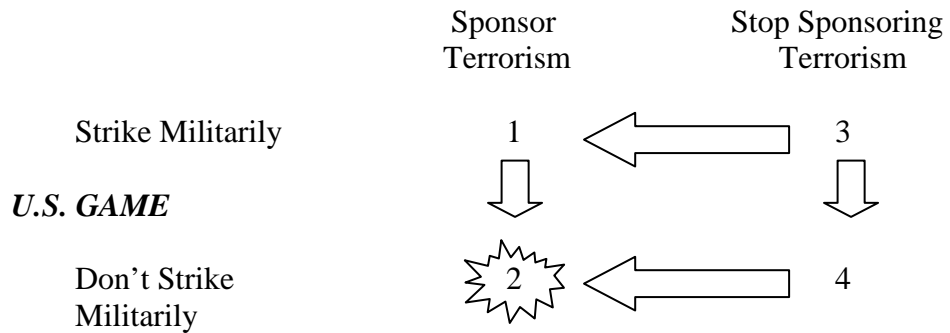 Sponsor Stop Sponsoring
Terrorism Terrorism
Strike Militarily 1 3
U.S. GAME
Don't Strike 2 4
Militarily